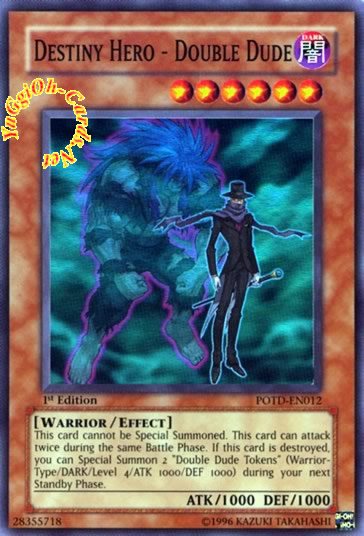 Destiny Hero - Double Dude
DARK
闇
YuGgiOh-Cards.Net
1st Edition
POTD-EN012
[Warrior/Effect]
This card cannot be Special Summoned. This card can attack
twice during the same Battle Phase. If this card is destroyed,
you can Special Summon 2 "Double Dude Tokens" (Warrior-
Type/DARK/Level 4/ATK 1000/DEF 1000) during your next
Standby Phase.
ATK/1000 DEF/1000
28355718
©1996 KAZUKI TAKAHASHI